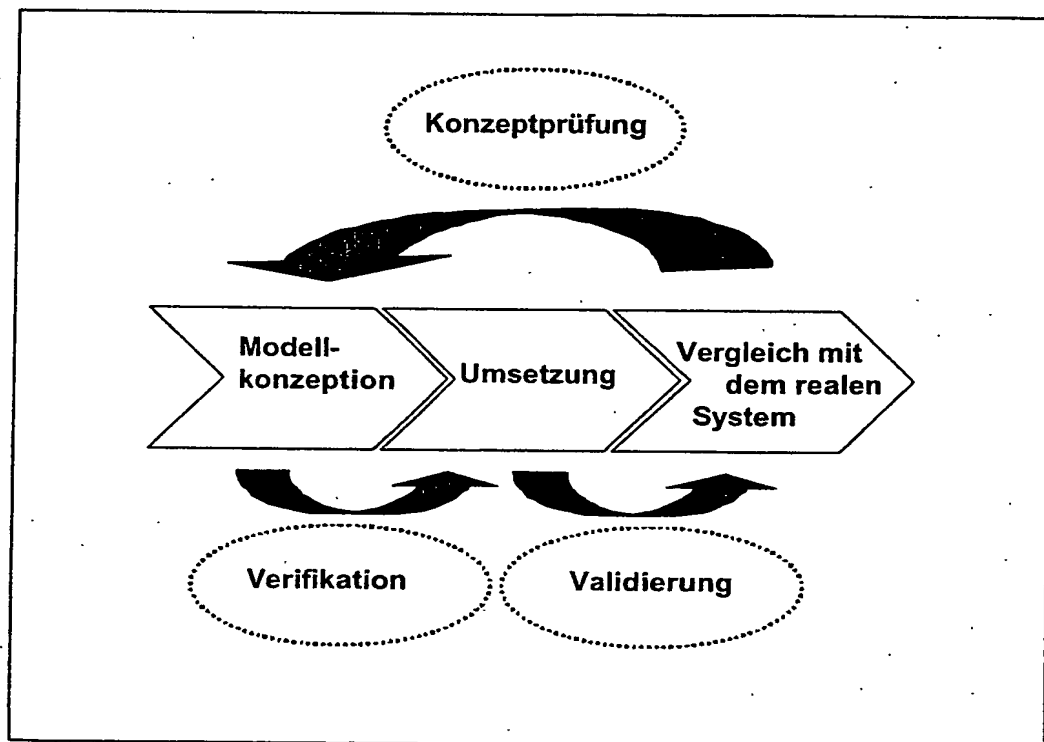 Konzeptprüfung
Modell-
konzeption
Umsetzung
Vergleich mit
dem realen
System
Verifikation
Validierung